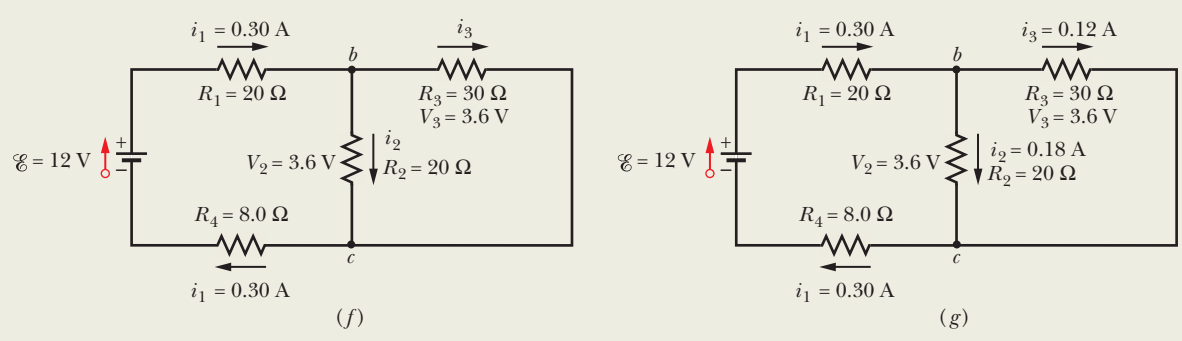 i₁ = 0.30 A
i₃
b
R₁ = 20 Ω
R₃ = 30 Ω
V₃ = 3.6 V
+
i₂
ℰ = 12 V
V₂ = 3.6 V
R₂ = 20 Ω
–
R₄ = 8.0 Ω
c
i₁ = 0.30 A
(f)
i₁ = 0.30 A
i₃ = 0.12 A
b
R₁ = 20 Ω
R₃ = 30 Ω
V₃ = 3.6 V
+
i₂ = 0.18 A
ℰ = 12 V
V₂ = 3.6 V
R₂ = 20 Ω
–
R₄ = 8.0 Ω
c
i₁ = 0.30 A
(g)